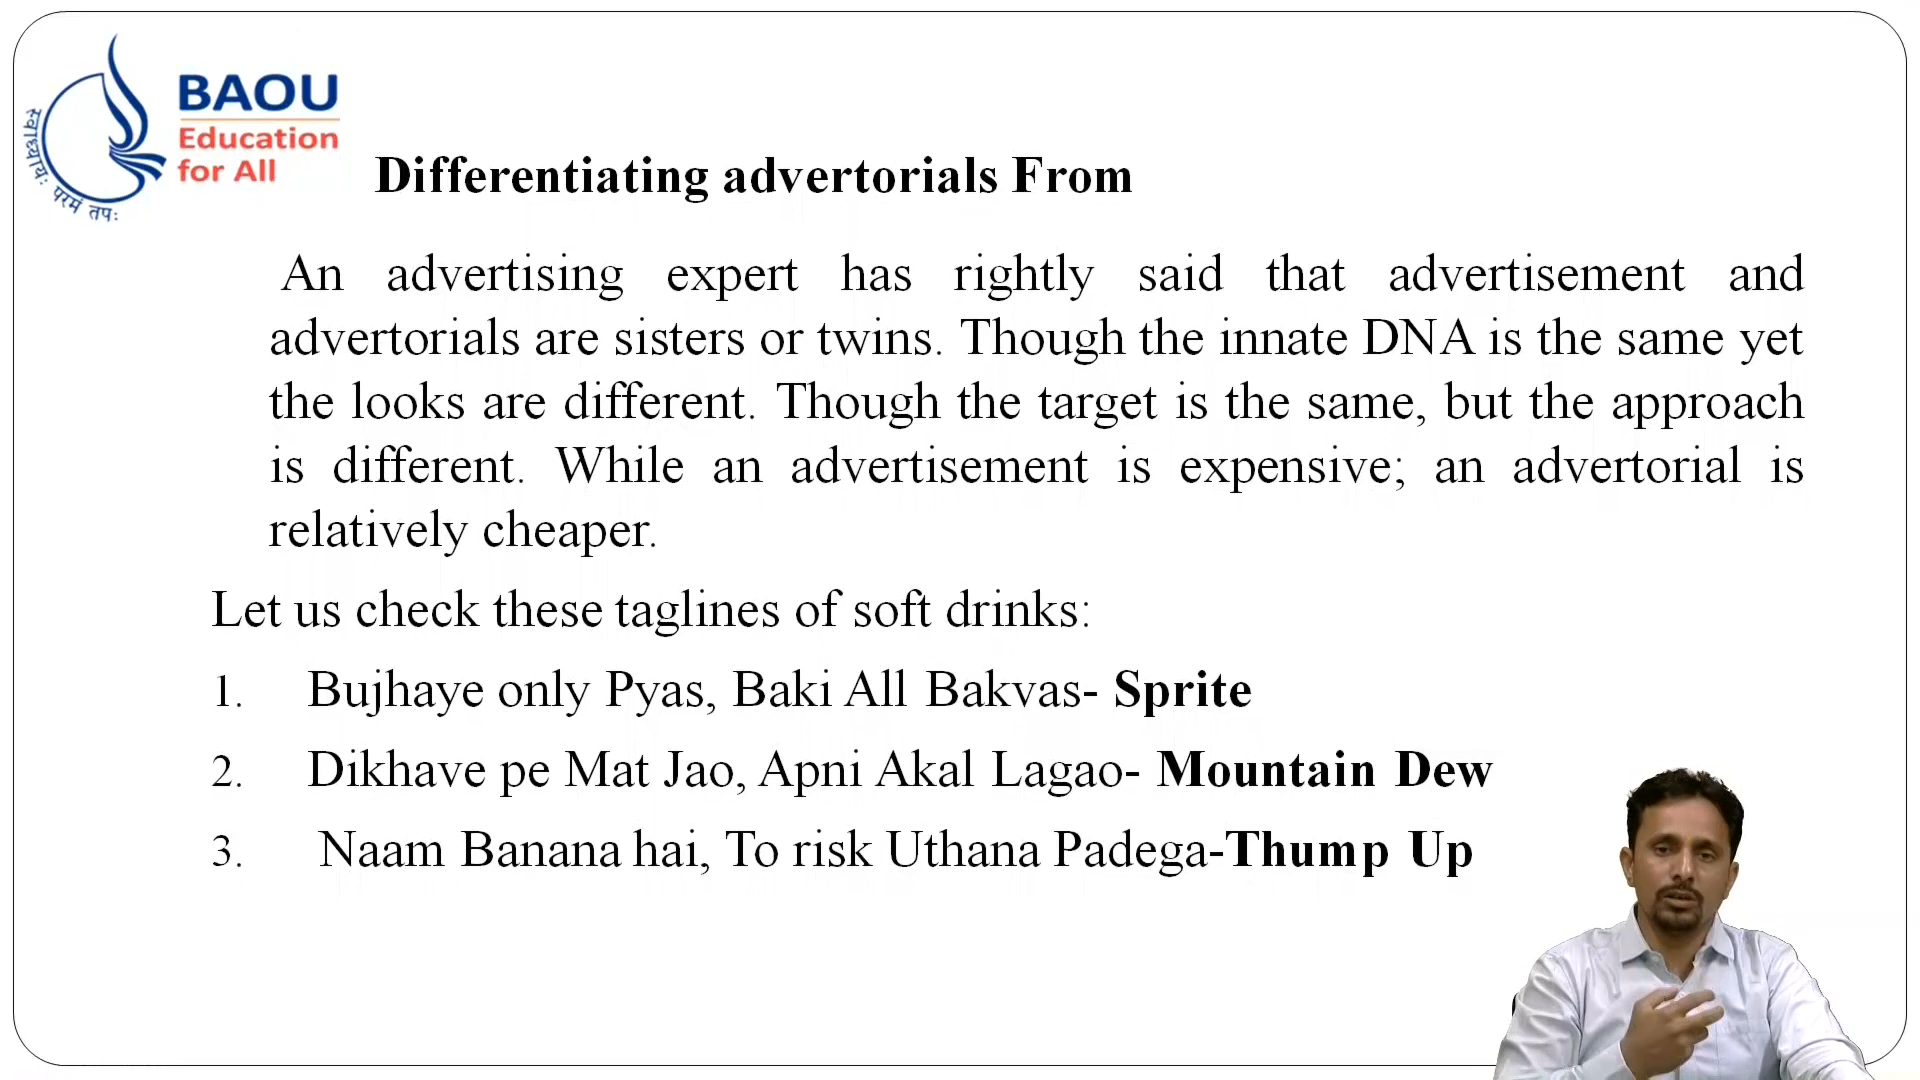 BAOU
Education
for All
स्वाध्यायः परमं तपः
Differentiating advertorials From
An advertising expert has rightly said that advertisement and
advertorials are sisters or twins. Though the innate DNA is the same yet
the looks are different. Though the target is the same, but the approach
is different. While an advertisement is expensive; an advertorial is
relatively cheaper.
Let us check these taglines of soft drinks:
1. Bujhaye only Pyas, Baki All Bakvas- Sprite
2. Dikhave pe Mat Jao, Apni Akal Lagao- Mountain Dew
3. Naam Banana hai, To risk Uthana Padega-Thump Up